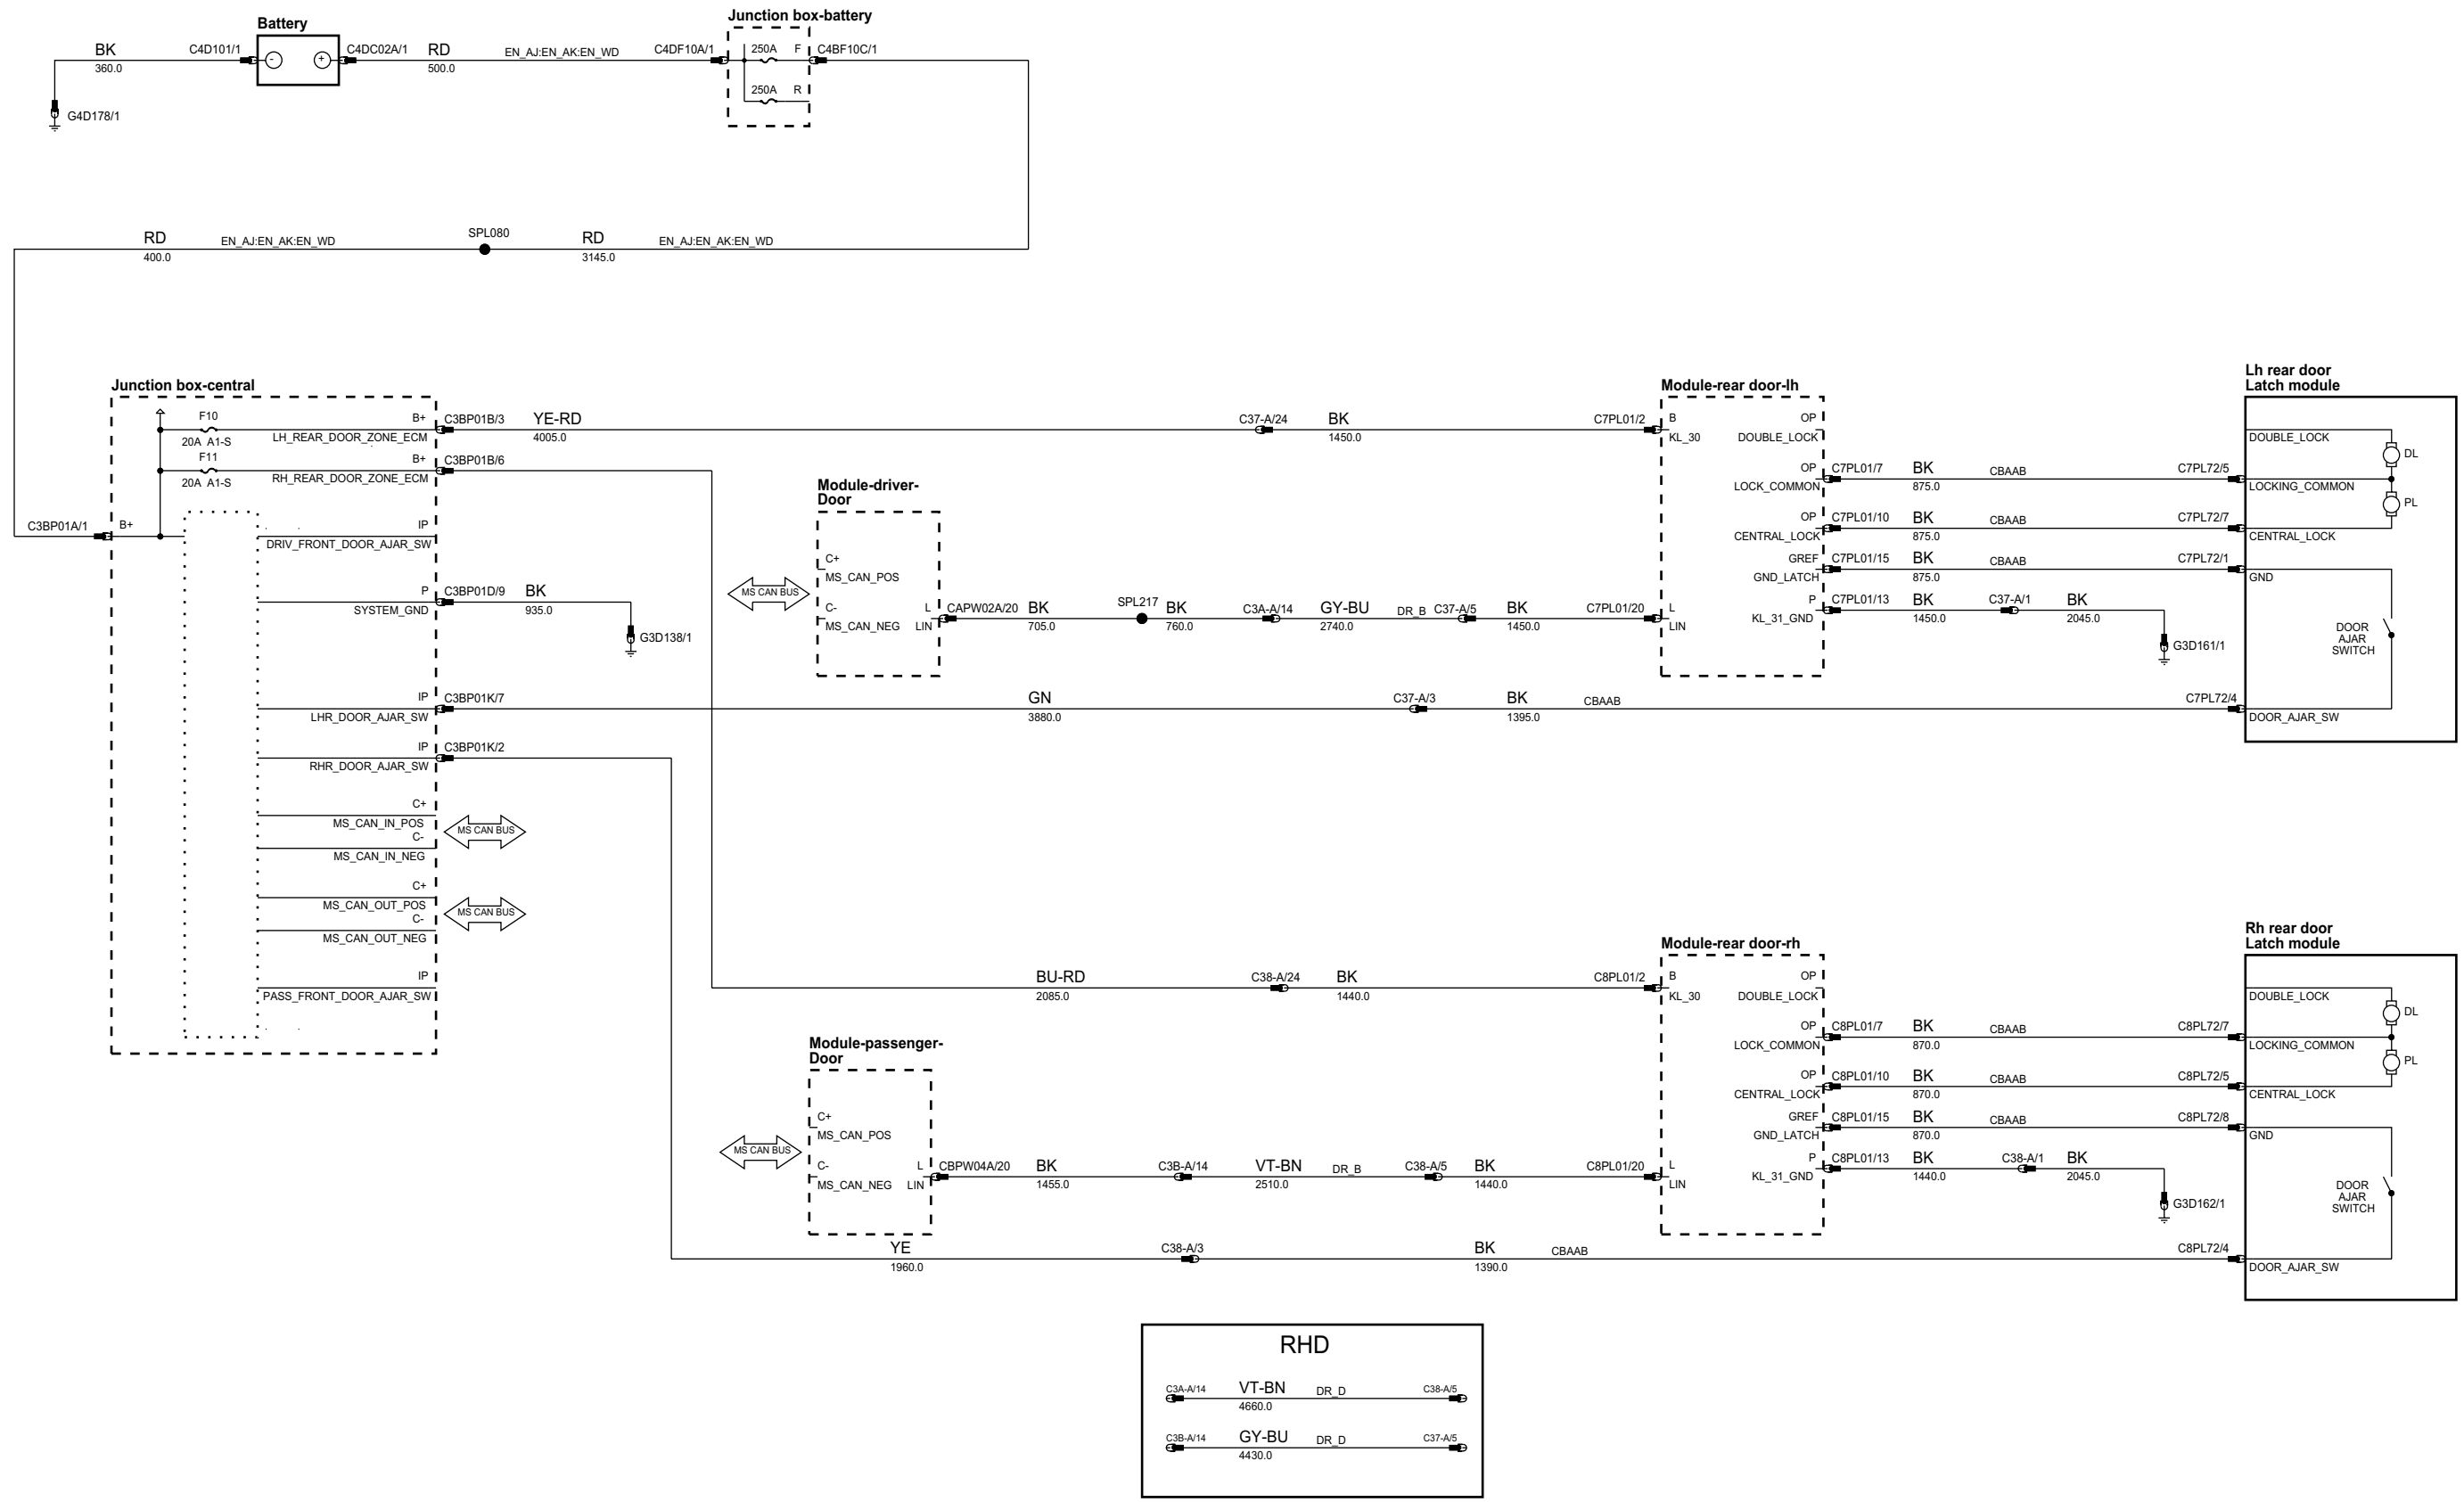 Battery
Junction box-battery
BK
360.0
C4D101/1
-
+
C4DC02A/1
RD
500.0
EN_AJ:EN_AK:EN_WD
C4DF10A/1
250A F
250A R
C4BF10C/1
G4D178/1
RD
400.0
EN_AJ:EN_AK:EN_WD
SPL080
RD
3145.0
EN_AJ:EN_AK:EN_WD
Junction box-central
F10
20A A1-S
B+
LH_REAR_DOOR_ZONE_ECM
C3BP01B/3
YE-RD
4005.0
C37-A/24
BK
1450.0
C7PL01/2
F11
20A A1-S
B+
RH_REAR_DOOR_ZONE_ECM
C3BP01B/6
C3BP01A/1
B+
IP
DRIV_FRONT_DOOR_AJAR_SW
P
SYSTEM_GND
C3BP01D/9
BK
935.0
G3D138/1
IP
LHR_DOOR_AJAR_SW
C3BP01K/7
GN
3880.0
C37-A/3
BK
1395.0
CBAAB
C7PL72/4
IP
RHR_DOOR_AJAR_SW
C3BP01K/2
C+
MS_CAN_IN_POS
C-
MS_CAN_IN_NEG
MS CAN BUS
C+
MS_CAN_OUT_POS
C-
MS_CAN_OUT_NEG
MS CAN BUS
IP
PASS_FRONT_DOOR_AJAR_SW
Module-driver-
Door
MS CAN BUS
C+
MS_CAN_POS
C-
MS_CAN_NEG
L
LIN
CAPW02A/20
BK
705.0
SPL217
BK
760.0
C3A-A/14
GY-BU
2740.0
DR_B
C37-A/5
BK
1450.0
C7PL01/20
Module-rear door-lh
B
KL_30
L
LIN
OP
DOUBLE_LOCK
OP
LOCK_COMMON
C7PL01/7
BK
875.0
CBAAB
C7PL72/5
OP
CENTRAL_LOCK
C7PL01/10
BK
875.0
CBAAB
C7PL72/7
GREF
GND_LATCH
C7PL01/15
BK
875.0
CBAAB
C7PL72/1
P
KL_31_GND
C7PL01/13
BK
1450.0
C37-A/1
BK
2045.0
G3D161/1
Lh rear door
Latch module
DOUBLE_LOCK
DL
LOCKING_COMMON
PL
CENTRAL_LOCK
GND
DOOR
AJAR
SWITCH
DOOR_AJAR_SW
BU-RD
2085.0
C38-A/24
BK
1440.0
C8PL01/2
Module-passenger-
Door
MS CAN BUS
C+
MS_CAN_POS
C-
MS_CAN_NEG
L
LIN
CBPW04A/20
BK
1455.0
C3B-A/14
VT-BN
2510.0
DR_B
C38-A/5
BK
1440.0
C8PL01/20
YE
1960.0
C38-A/3
BK
1390.0
CBAAB
C8PL72/4
Module-rear door-rh
B
KL_30
L
LIN
OP
DOUBLE_LOCK
OP
LOCK_COMMON
C8PL01/7
BK
870.0
CBAAB
C8PL72/7
OP
CENTRAL_LOCK
C8PL01/10
BK
870.0
CBAAB
C8PL72/5
GREF
GND_LATCH
C8PL01/15
BK
870.0
CBAAB
C8PL72/8
P
KL_31_GND
C8PL01/13
BK
1440.0
C38-A/1
BK
2045.0
G3D162/1
Rh rear door
Latch module
DOUBLE_LOCK
DL
LOCKING_COMMON
PL
CENTRAL_LOCK
GND
DOOR
AJAR
SWITCH
DOOR_AJAR_SW
RHD
C3A-A/14
VT-BN
4660.0
DR_D
C38-A/5
C3B-A/14
GY-BU
4430.0
DR_D
C37-A/5